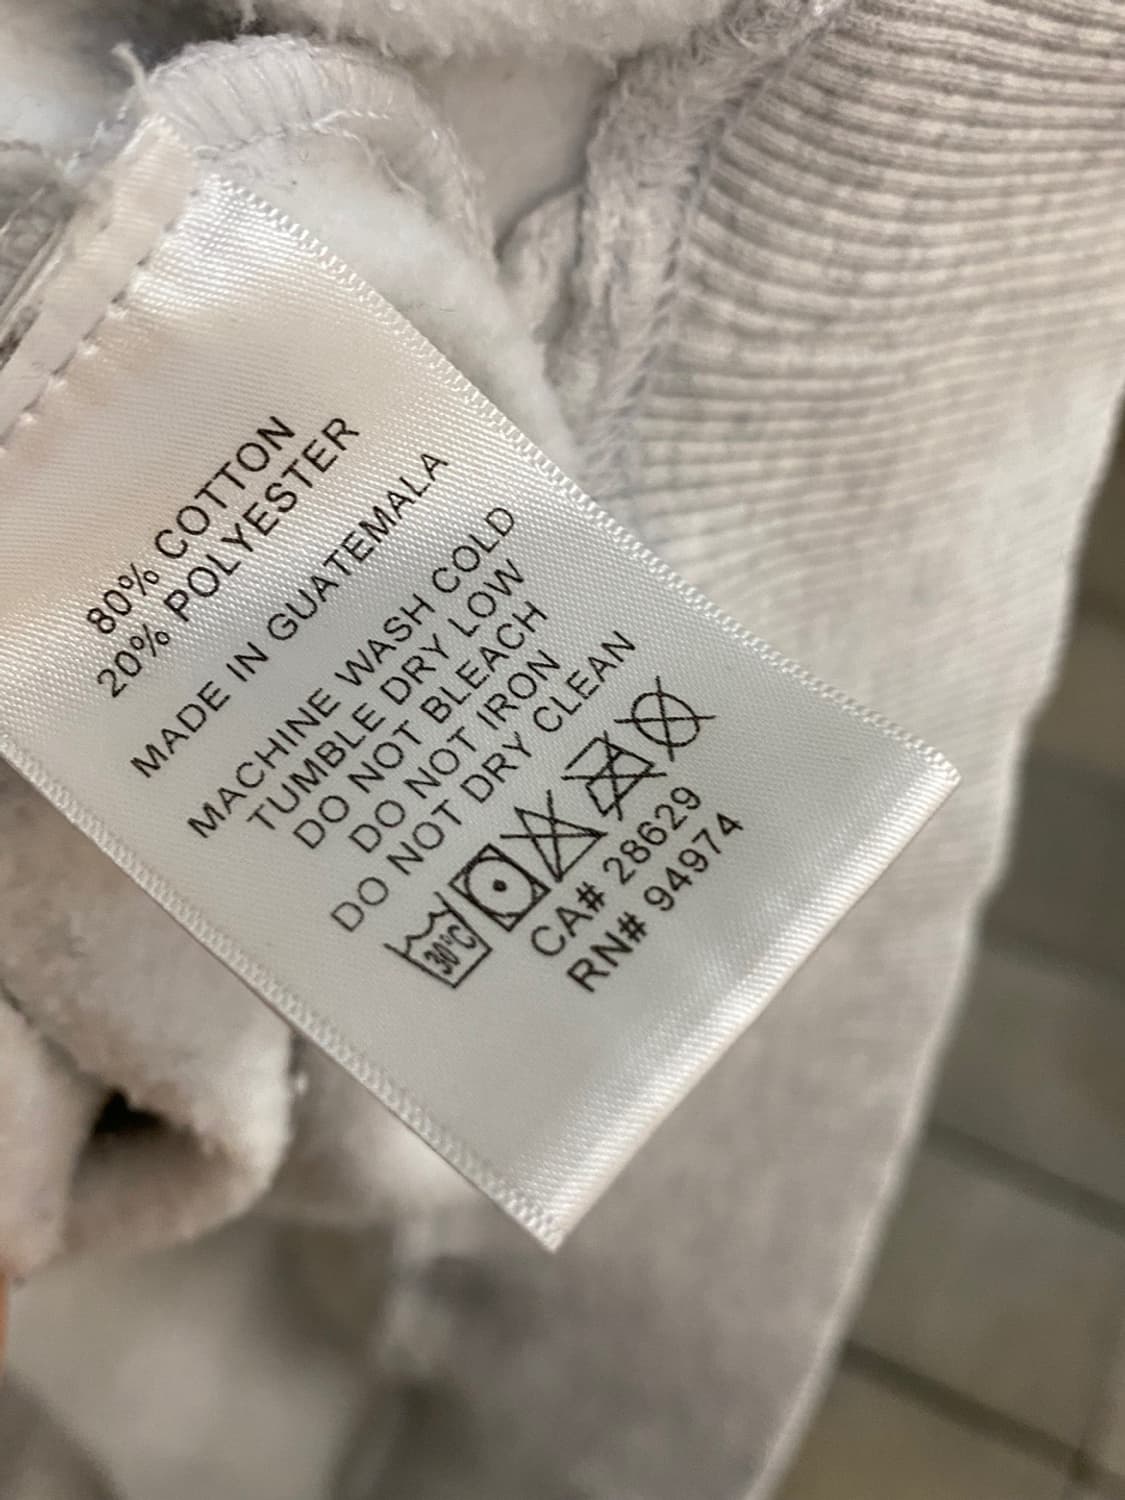 80% COTTON
20% POLYESTER
MADE IN GUATEMALA
MACHINE WASH COLD
TUMBLE DRY LOW
DO NOT BLEACH
DO NOT IRON
DO NOT DRY CLEAN
30°C
CA# 28629
RN# 94974